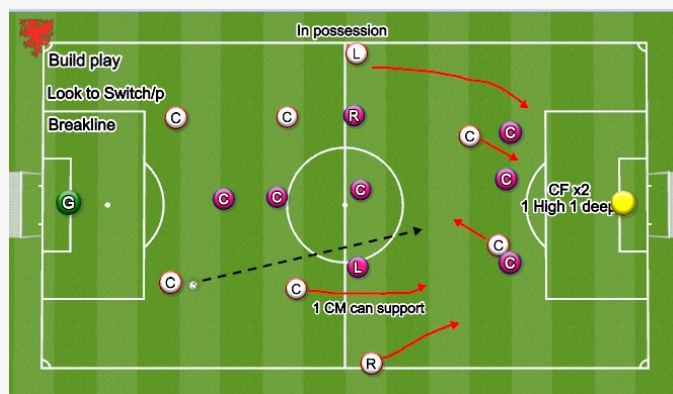 In possession
L
Build play
Look to Switch/p
C
C
R
C
C
Breakline
C
CF x2
C
C
C
G
1 High 1 deep
C
L
C
C
C
1 CM can support
R